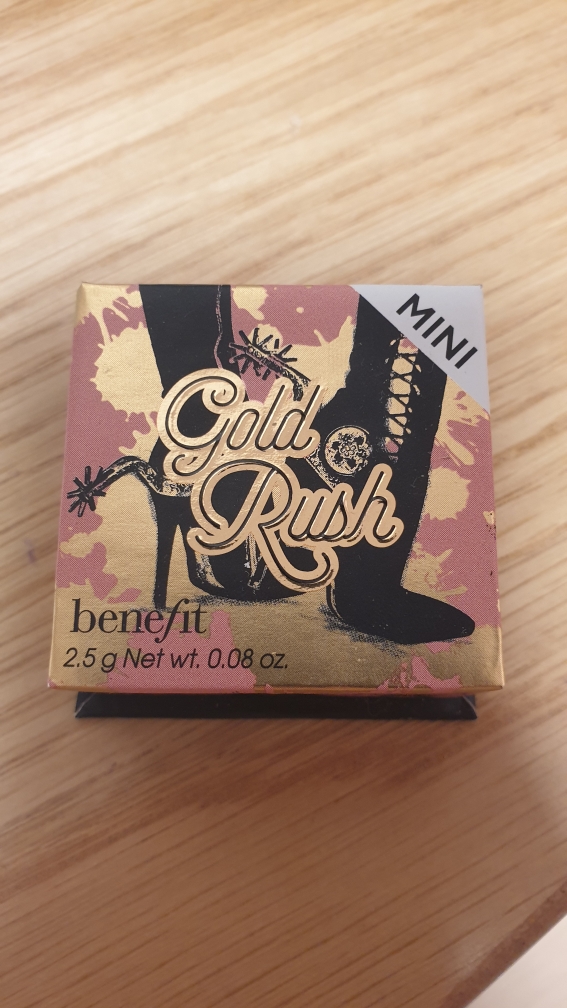 MINI
Gold
Rush
benefit
2.5 g Net wt. 0.08 oz.